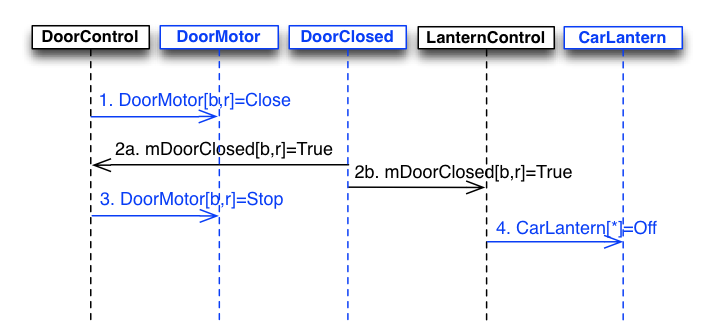 DoorControl
DoorMotor
DoorClosed
LanternControl
CarLantern
1. DoorMotor[b,r]=Close
2a. mDoorClosed[b,r]=True
2b. mDoorClosed[b,r]=True
3. DoorMotor[b,r]=Stop
4. CarLantern[*]=Off